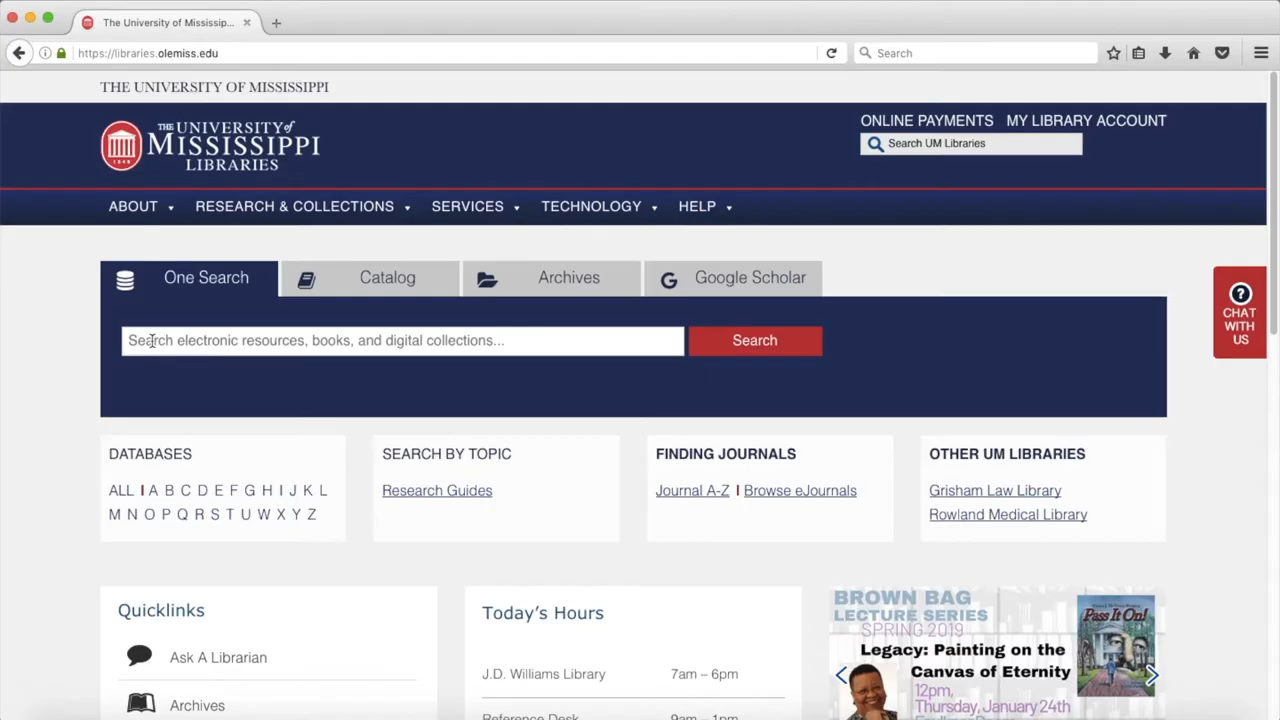 The University of Mississip...
https://libraries.olemiss.edu
Search
THE UNIVERSITY OF MISSISSIPPI
THE UNIVERSITY of
MISSISSIPPI
LIBRARIES
1848
ONLINE PAYMENTS MY LIBRARY ACCOUNT
Search UM Libraries
ABOUT RESEARCH & COLLECTIONS SERVICES TECHNOLOGY HELP
One Search Catalog Archives Google Scholar
Search electronic resources, books, and digital collections...
Search
CHAT
WITH
US
DATABASES
ALL I A B C D E F G H I J K L
M N O P Q R S T U W X Y Z
SEARCH BY TOPIC
Research Guides
FINDING JOURNALS
Journal A-Z I Browse eJournals
OTHER UM LIBRARIES
Grisham Law Library
Rowland Medical Library
Quicklinks
Ask A Librarian
Archives
Today's Hours
J.D. Williams Library 7am – 6pm
Reference Desk 9am – 1pm
BROWN BAG
LECTURE SERIES
SPRING 2019
Legacy: Painting on the
Canvas of Eternity
12pm,
Thursday, January 24th
Faulkner Room
Pass It On!